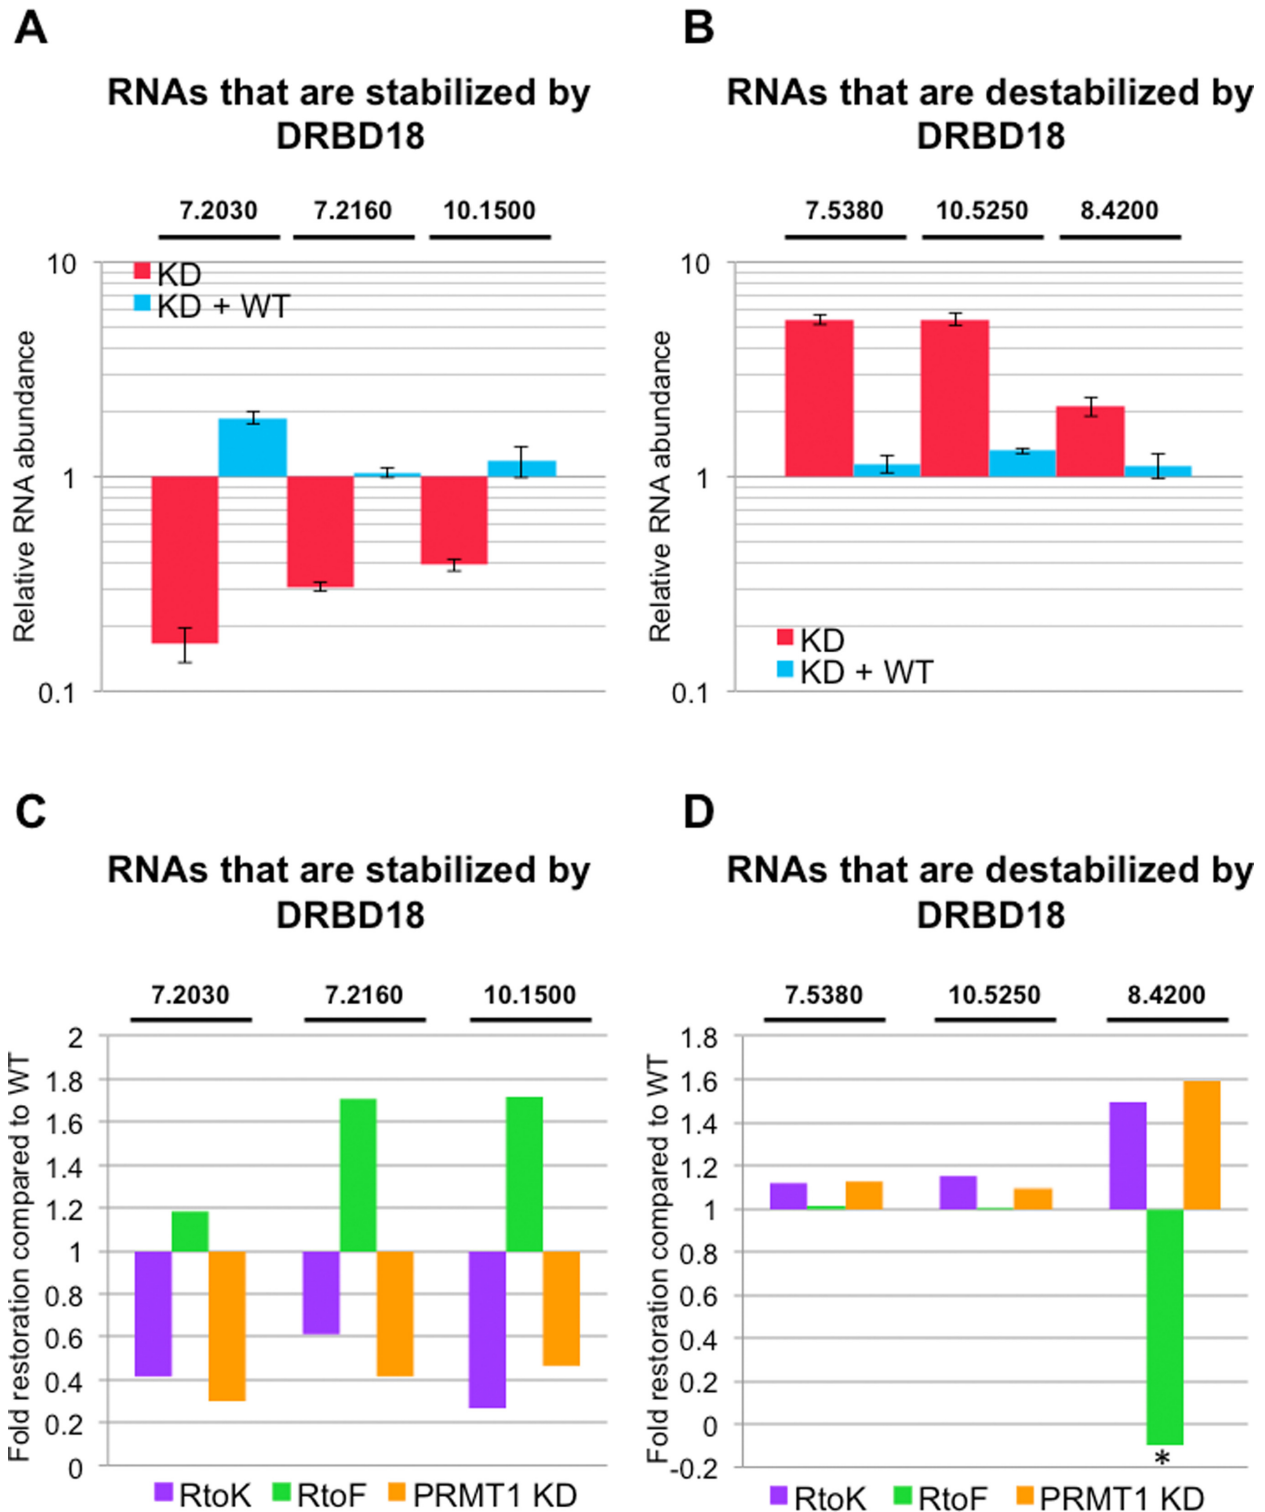 A
RNAs that are stabilized by
DRBD18
7.2030 7.2160 10.1500
10
KD
KD + WT
Relative RNA abundance
1
0.1
B
RNAs that are destabilized by
DRBD18
7.5380 10.5250 8.4200
10
Relative RNA abundance
1
KD
KD + WT
0.1
C
RNAs that are stabilized by
DRBD18
7.2030 7.2160 10.1500
Fold restoration compared to WT
2
1.8
1.6
1.4
1.2
1
0.8
0.6
0.4
0.2
0
RtoK RtoF PRMT1 KD
D
RNAs that are destabilized by
DRBD18
7.5380 10.5250 8.4200
Fold restoration compared to WT
1.8
1.6
1.4
1.2
1
0.8
0.6
0.4
0.2
0
-0.2
*
RtoK RtoF PRMT1 KD